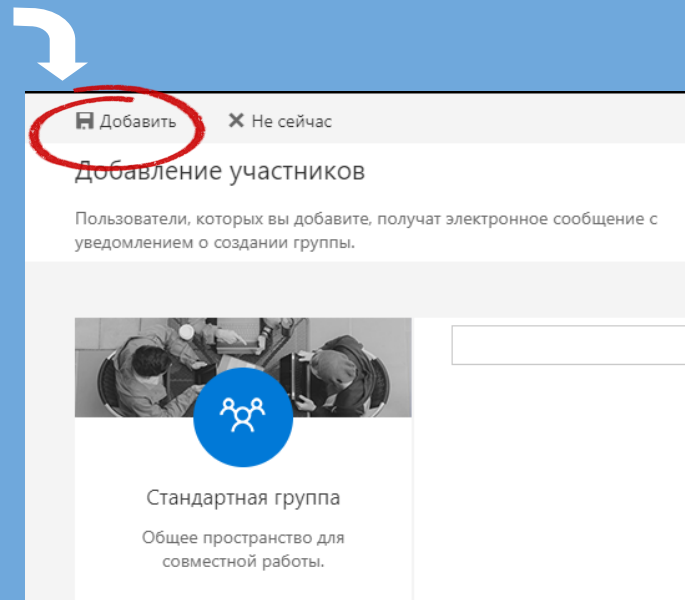 Добавить
Не сейчас
Добавление участников
Пользователи, которых вы добавите, получат электронное сообщение с
уведомлением о создании группы.
Стандартная группа
Общее пространство для
совместной работы.